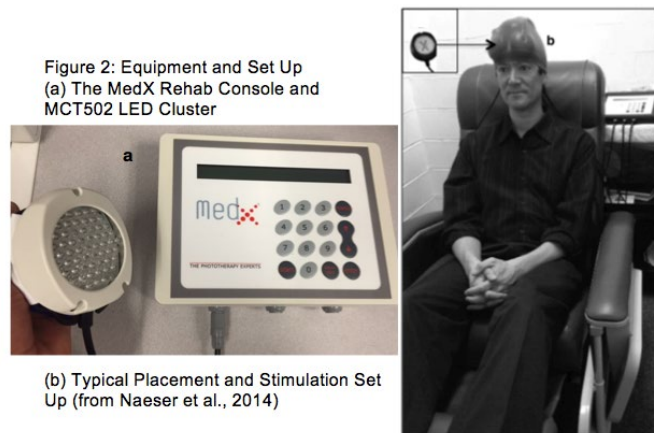 Figure 2: Equipment and Set Up
(a) The MedX Rehab Console and
MCT502 LED Cluster
a
medx
1 2 3
4 5 6
7 8 9
0
THE PHOTOTHERAPY EXPERTS
(b) Typical Placement and Stimulation Set
Up (from Naeser et al., 2014)
b